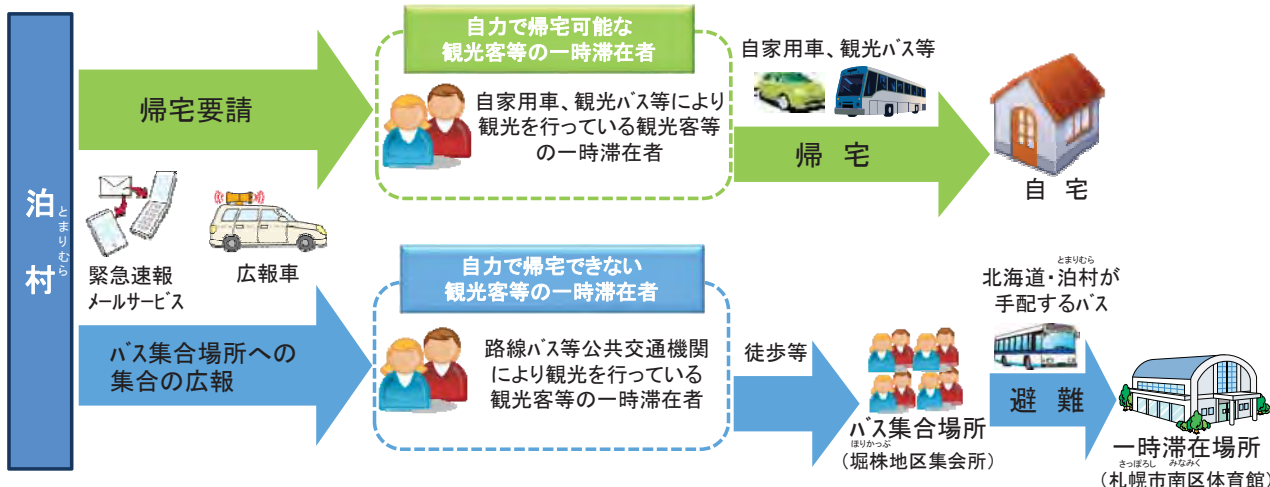 泊村
とまりむら
帰宅要請
緊急速報
メールサービス
広報車
バス集合場所への
集合の広報
自力で帰宅可能な
観光客等の一時滞在者
自家用車、観光バス等により
観光を行っている観光客等
の一時滞在者
自家用車、観光バス等
帰 宅
自 宅
自力で帰宅できない
観光客等の一時滞在者
路線バス等公共交通機関
により観光を行っている
観光客等の一時滞在者
徒歩等
バス集合場所
ほりかっぷ
（堀株地区集会所）
とまりむら
北海道・泊村が
手配するバス
避 難
一時滞在場所
さっぽろし みなみく
（札幌市南区体育館）